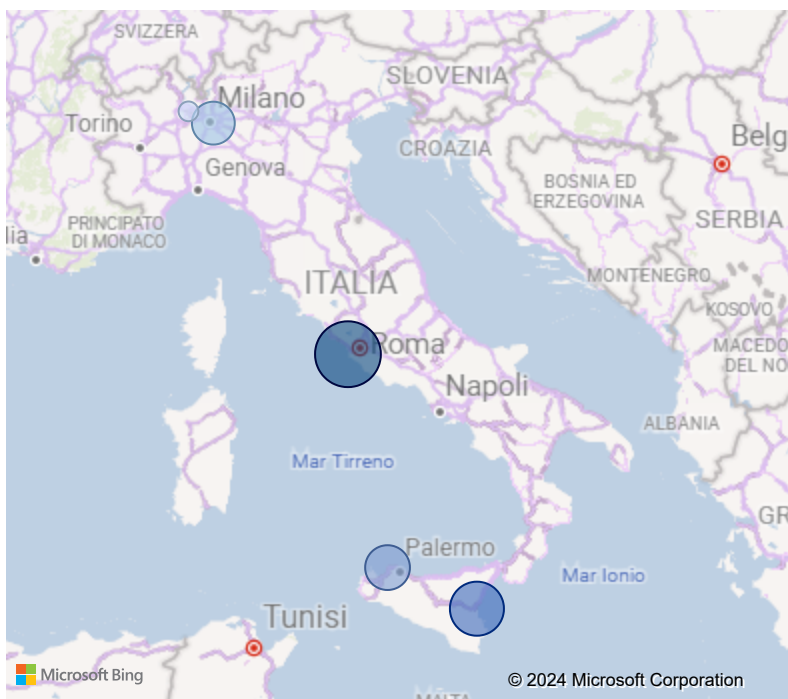 SVIZZERA
SLOVENIA
Milano
Torino
CROAZIA
Belg
Genova
BOSNIA ED
ERZEGOVINA
SERBIA
PRINCIPATO
DI MONACO
lia
ITALIA
MONTENEGRO
KOSOVO
Roma
MACEDO
DEL NO
Napoli
ALBANIA
Mar Tirreno
GR
Palermo
Mar Ionio
Tunisi
Microsoft Bing
© 2024 Microsoft Corporation
MALTA